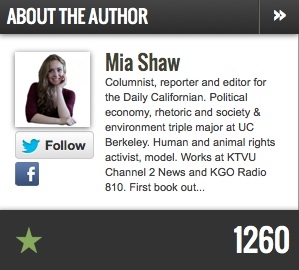 ABOUT THE AUTHOR »
Mia Shaw
Columnist, reporter and editor for
the Daily Californian. Political
economy, rhetoric and society &
environment triple major at UC
Berkeley. Human and animal rights
activist, model. Works at KTVU
Channel 2 News and KGO Radio
810. First book out...
Follow
f
1260